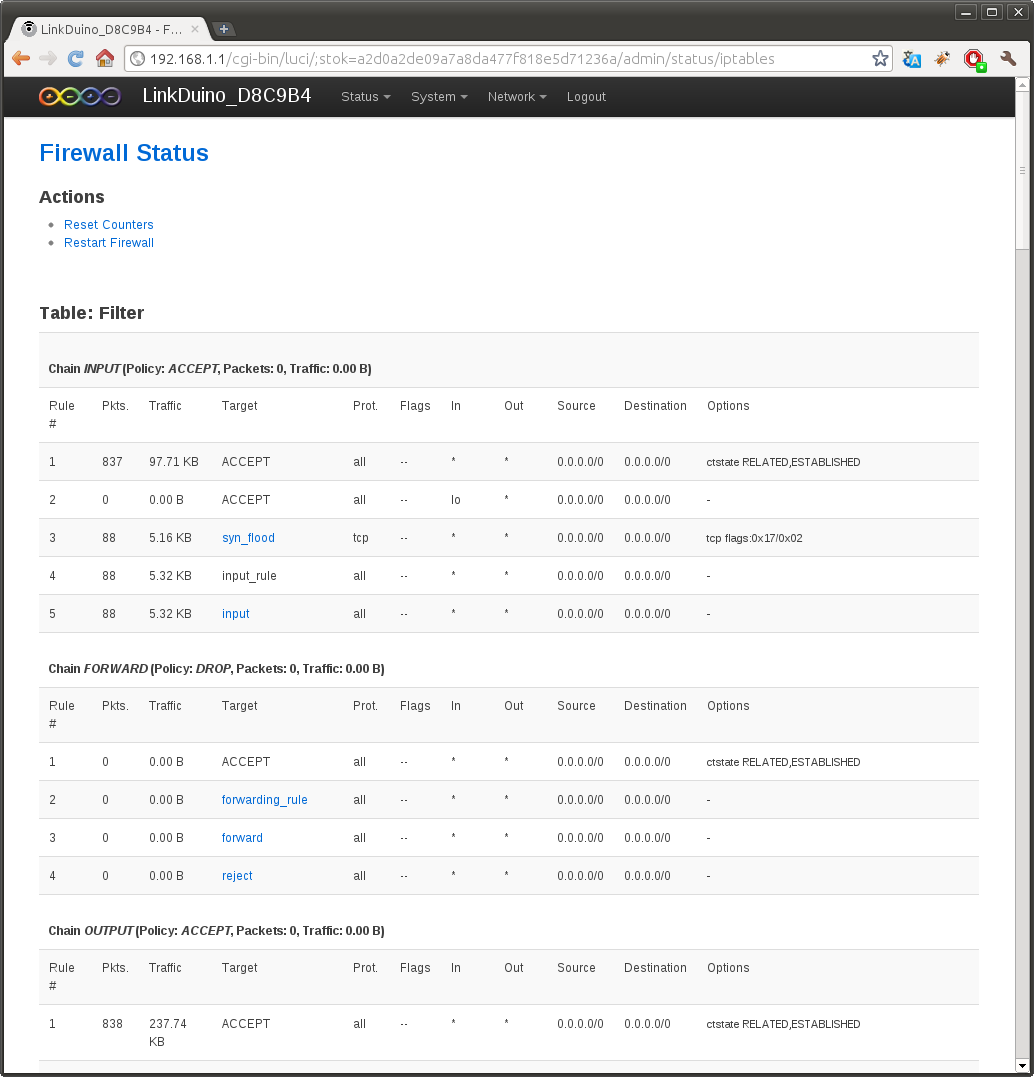 LinkDuino_D8C9B4 - F...
192.168.1.1/cgi-bin/luci/;stok=a2d0a2de09a7a8da477f818e5d71236a/admin/status/iptables
LinkDuino_D8C9B4 Status System Network Logout
Firewall Status
Actions
Reset Counters
Restart Firewall
Table: Filter
Chain INPUT (Policy: ACCEPT, Packets: 0, Traffic: 0.00 B)
Rule Pkts. Traffic Target Prot. Flags In Out Source Destination Options
#
1 837 97.71 KB ACCEPT all -- * * 0.0.0.0/0 0.0.0.0/0 ctstate RELATED,ESTABLISHED
2 0 0.00 B ACCEPT all -- lo * 0.0.0.0/0 0.0.0.0/0 -
3 88 5.16 KB syn_flood tcp -- * * 0.0.0.0/0 0.0.0.0/0 tcp flags:0x17/0x02
4 88 5.32 KB input_rule all -- * * 0.0.0.0/0 0.0.0.0/0 -
5 88 5.32 KB input all -- * * 0.0.0.0/0 0.0.0.0/0 -
Chain FORWARD (Policy: DROP, Packets: 0, Traffic: 0.00 B)
Rule Pkts. Traffic Target Prot. Flags In Out Source Destination Options
#
1 0 0.00 B ACCEPT all -- * * 0.0.0.0/0 0.0.0.0/0 ctstate RELATED,ESTABLISHED
2 0 0.00 B forwarding_rule all -- * * 0.0.0.0/0 0.0.0.0/0 -
3 0 0.00 B forward all -- * * 0.0.0.0/0 0.0.0.0/0 -
4 0 0.00 B reject all -- * * 0.0.0.0/0 0.0.0.0/0 -
Chain OUTPUT (Policy: ACCEPT, Packets: 0, Traffic: 0.00 B)
Rule Pkts. Traffic Target Prot. Flags In Out Source Destination Options
#
1 838 237.74 ACCEPT all -- * * 0.0.0.0/0 0.0.0.0/0 ctstate RELATED,ESTABLISHED
KB